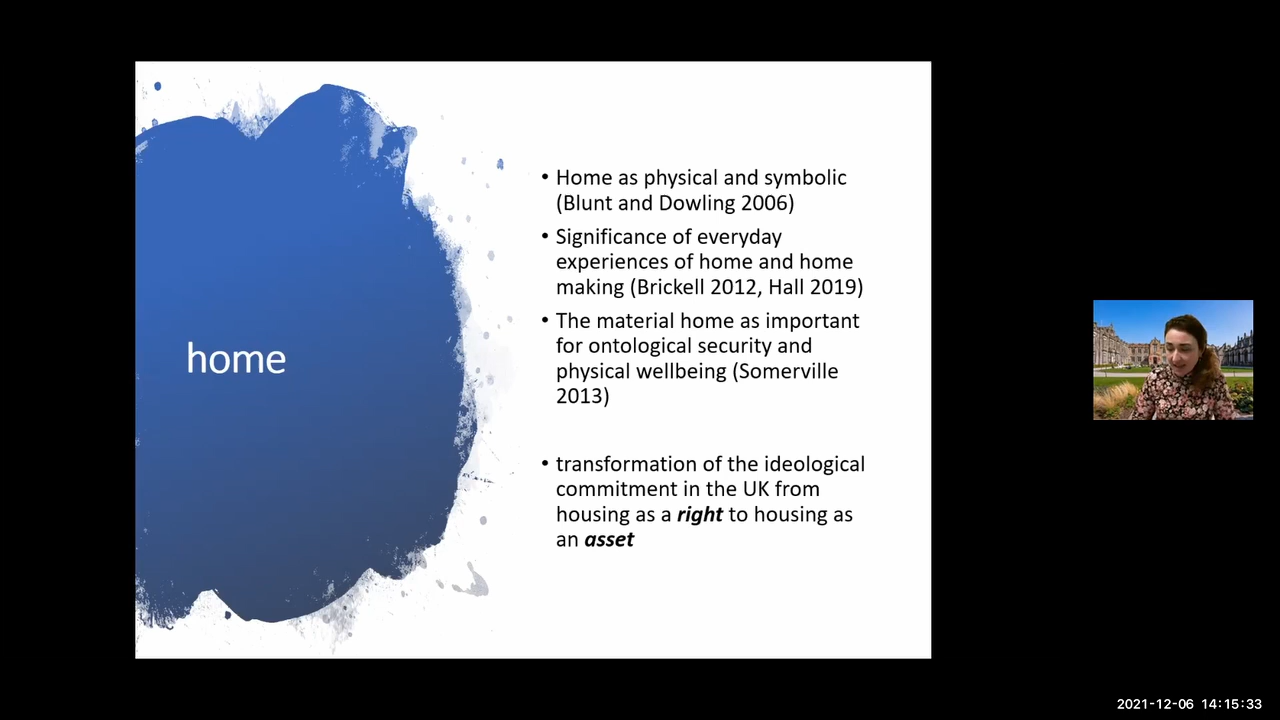 home
• Home as physical and symbolic
(Blunt and Dowling 2006)
• Significance of everyday
experiences of home and home
making (Brickell 2012, Hall 2019)
• The material home as important
for ontological security and
physical wellbeing (Somerville
2013)
• transformation of the ideological
commitment in the UK from
housing as a right to housing as
an asset
2021-12-06 14:15:33